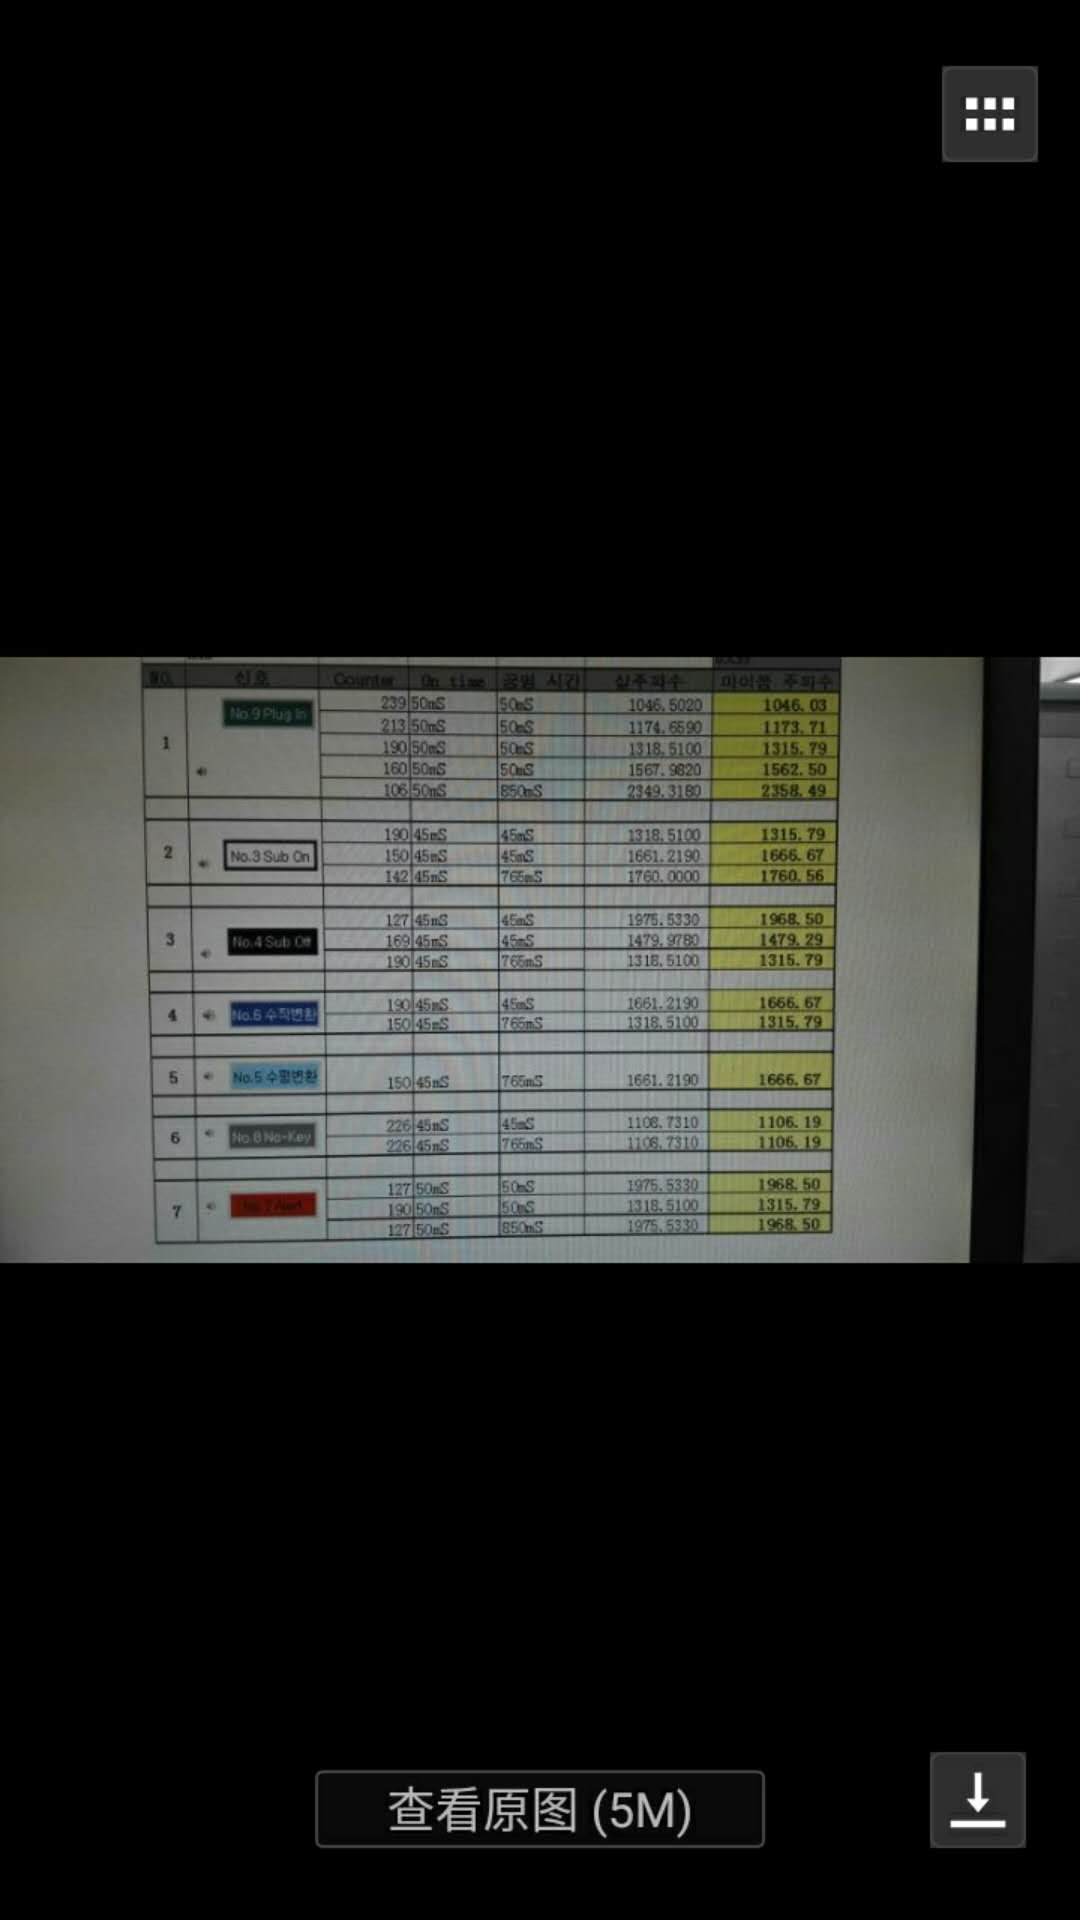 NO. 신호 Counter On time 공명 시간 실주파수 마이콤 주파수
1 No.9 Plug In 239 50mS 50mS 1046.5020 1046.03
213 50mS 50mS 1174.6590 1173.71
190 50mS 50mS 1318.5100 1315.79
160 50mS 50mS 1567.9820 1562.50
106 50mS 850mS 2349.3180 2358.49
2 No.3 Sub On 190 45mS 45mS 1318.5100 1315.79
150 45mS 45mS 1661.2190 1666.67
142 45mS 765mS 1760.0000 1760.56
3 No.4 Sub Off 127 45mS 45mS 1975.5330 1968.50
169 45mS 45mS 1479.9780 1479.29
190 45mS 765mS 1318.5100 1315.79
4 No.6 수직변환 190 45mS 45mS 1661.2190 1666.67
150 45mS 765mS 1318.5100 1315.79
5 No.5 수평변환 150 45mS 765mS 1661.2190 1666.67
6 No.8 No-Key 226 45mS 45mS 1108.7310 1106.19
226 45mS 765mS 1108.7310 1106.19
7 No.7 Alert 127 50mS 50mS 1975.5330 1968.50
190 50mS 50mS 1318.5100 1315.79
127 50mS 850mS 1975.5330 1968.50
查看原图 (5M)